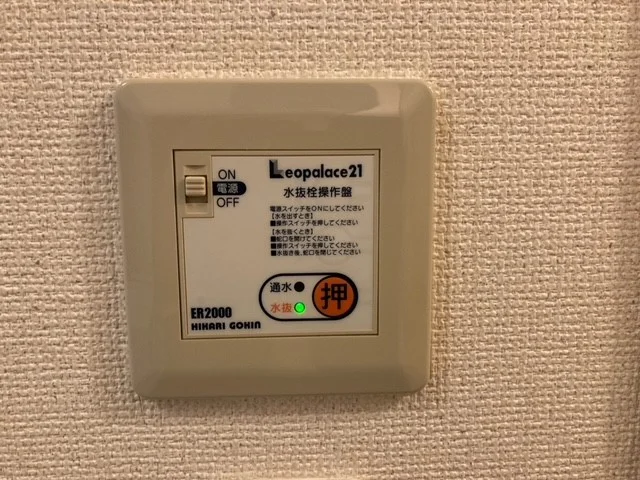 ON
電源
OFF
Leopalace21
水抜栓操作盤
電源スイッチをONにしてください
【水を出すとき】
■操作スイッチを押してください
【水を抜くとき】
■蛇口を開けてください
■操作スイッチを押してください
■水抜き後、蛇口を閉じてください
通水
水抜
押
ER2000
HIKARI GOKIN